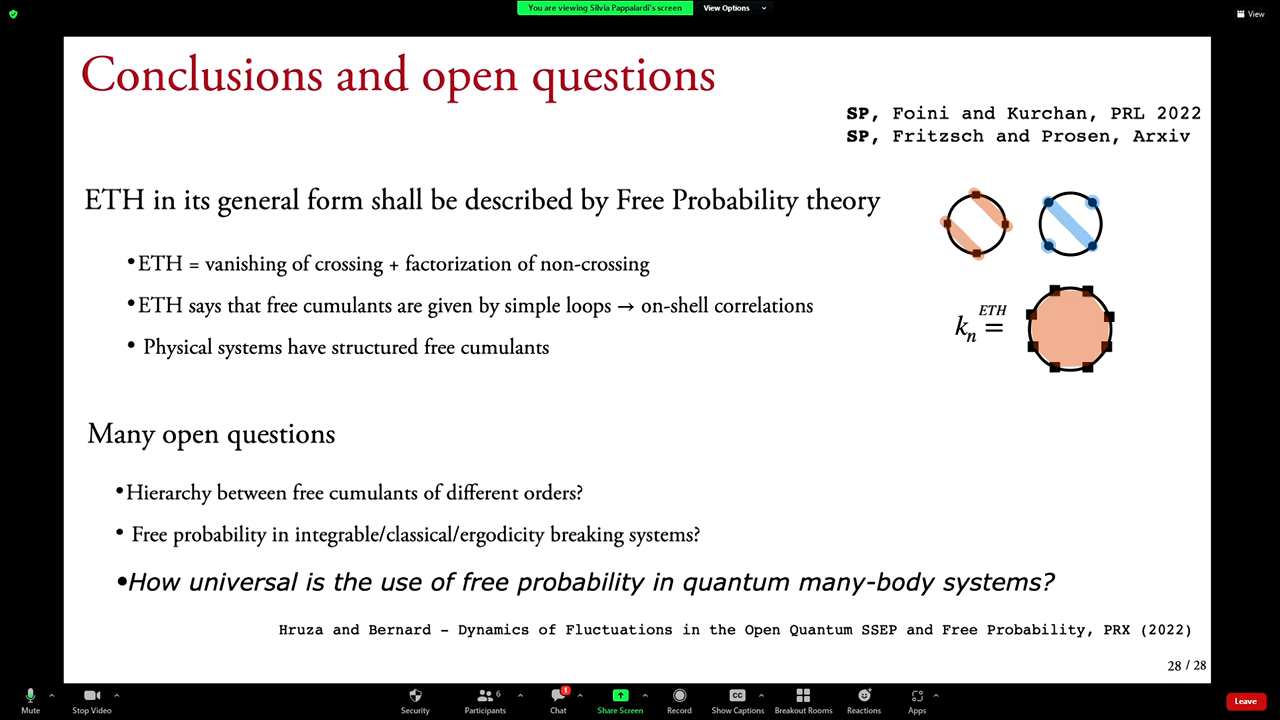 You are viewing Silvia Pappalardi's screen
View Options
View
Conclusions and open questions
SP, Foini and Kurchan, PRL 2022
SP, Fritzsch and Prosen, Arxiv
ETH in its general form shall be described by Free Probability theory
•ETH = vanishing of crossing + factorization of non-crossing
•ETH says that free cumulants are given by simple loops → on-shell correlations
• Physical systems have structured free cumulants
ETH
kn =
Many open questions
•Hierarchy between free cumulants of different orders?
• Free probability in integrable/classical/ergodicity breaking systems?
•How universal is the use of free probability in quantum many-body systems?
Hruza and Bernard - Dynamics of Fluctuations in the Open Quantum SSEP and Free Probability, PRX (2022)
28 / 28
Mute
Stop Video
Security
Participants
6
Chat
1
Share Screen
Record
CC
Show Captions
Breakout Rooms
Reactions
Apps
Leave